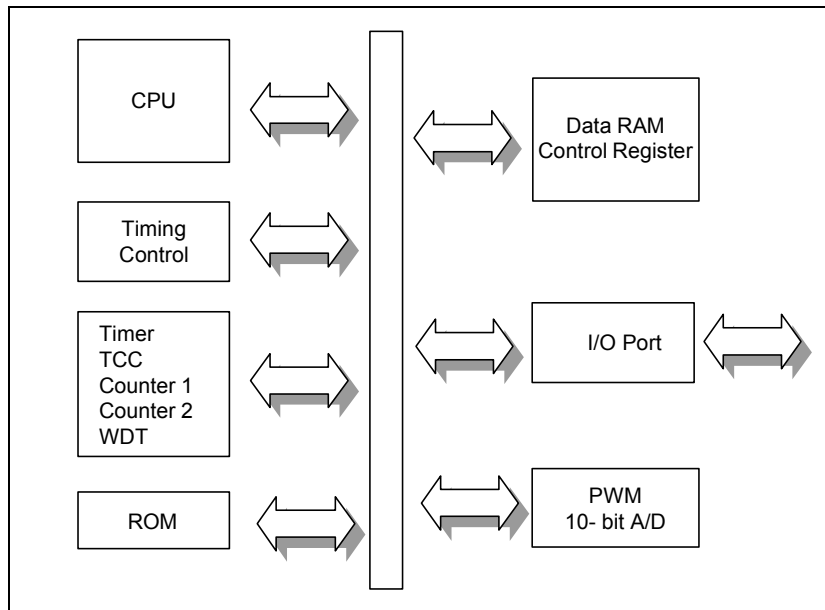 CPU
Timing
Control
Timer
TCC
Counter 1
Counter 2
WDT
ROM
Data RAM
Control Register
I/O Port
PWM
10- bit A/D